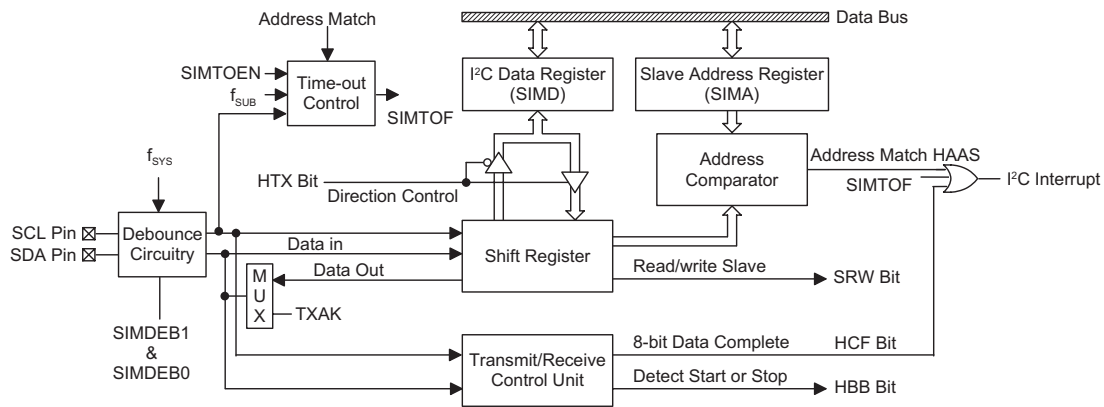 Data Bus
Address Match
SIMTOEN
fSUB
Time-out
Control
SIMTOF
I²C Data Register
(SIMD)
Slave Address Register
(SIMA)
fSYS
HTX Bit
Direction Control
Address
Comparator
Address Match HAAS
SIMTOF
I²C Interrupt
SCL Pin
SDA Pin
Debounce
Circuitry
Data in
Data Out
Shift Register
Read/write Slave
SRW Bit
M
U
X
TXAK
SIMDEB1
&
SIMDEB0
Transmit/Receive
Control Unit
8-bit Data Complete
HCF Bit
Detect Start or Stop
HBB Bit